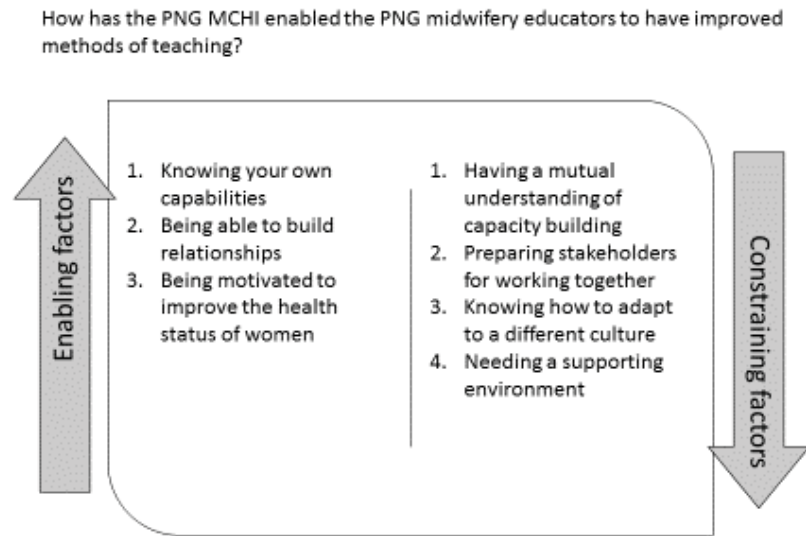 How has the PNG MCHI enabled the PNG midwifery educators to have improved
methods of teaching?
Enabling factors
1. Knowing your own
capabilities
2. Being able to build
relationships
3. Being motivated to
improve the health
status of women
1. Having a mutual
understanding of
capacity building
2. Preparing stakeholders
for working together
3. Knowing how to adapt
to a different culture
4. Needing a supporting
environment
Constraining factors